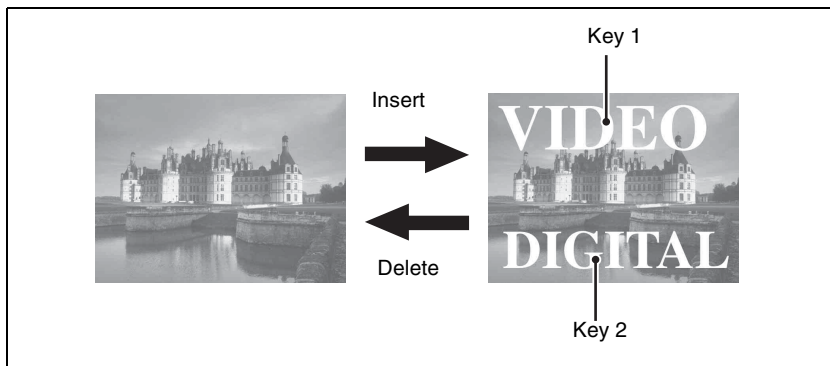 Key 1
Insert
VIDEO
DIGITAL
Delete
Key 2